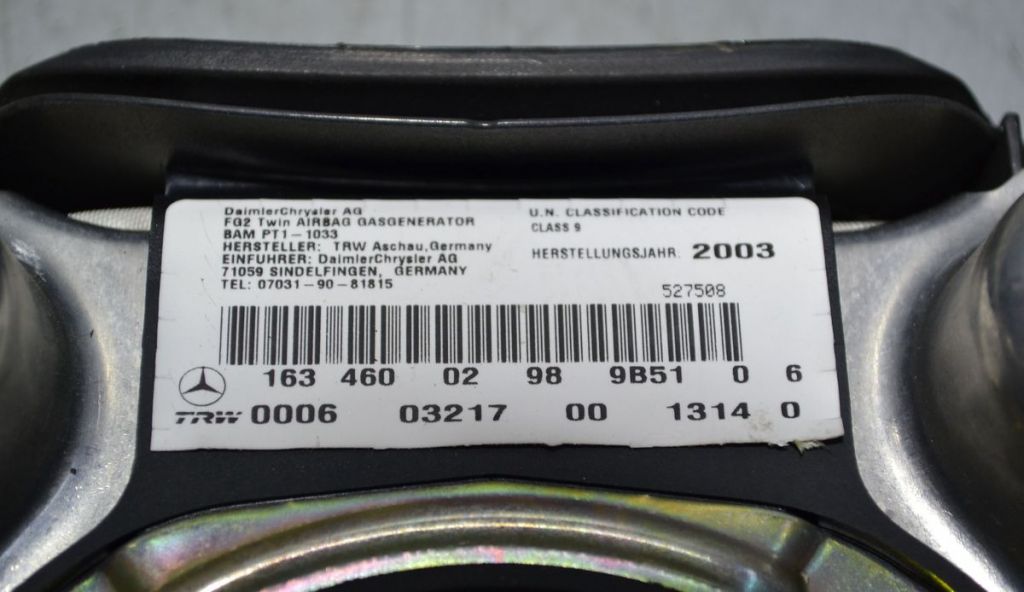 DaimlerChrysler AG
FG2 Twin AIRBAG GASGENERATOR
BAM PT1-1033
HERSTELLER: TRW Aschau, Germany
EINFUHRER: DaimlerChrysler AG
71059 SINDELFINGEN, GERMANY
TEL: 07031-90-81815
U.N. CLASSIFICATION CODE
CLASS 9
HERSTELLUNGSJAHR: 2003
527508
163 460 02 98 9B51 0 6
TRW 0006 03217 00 1314 0